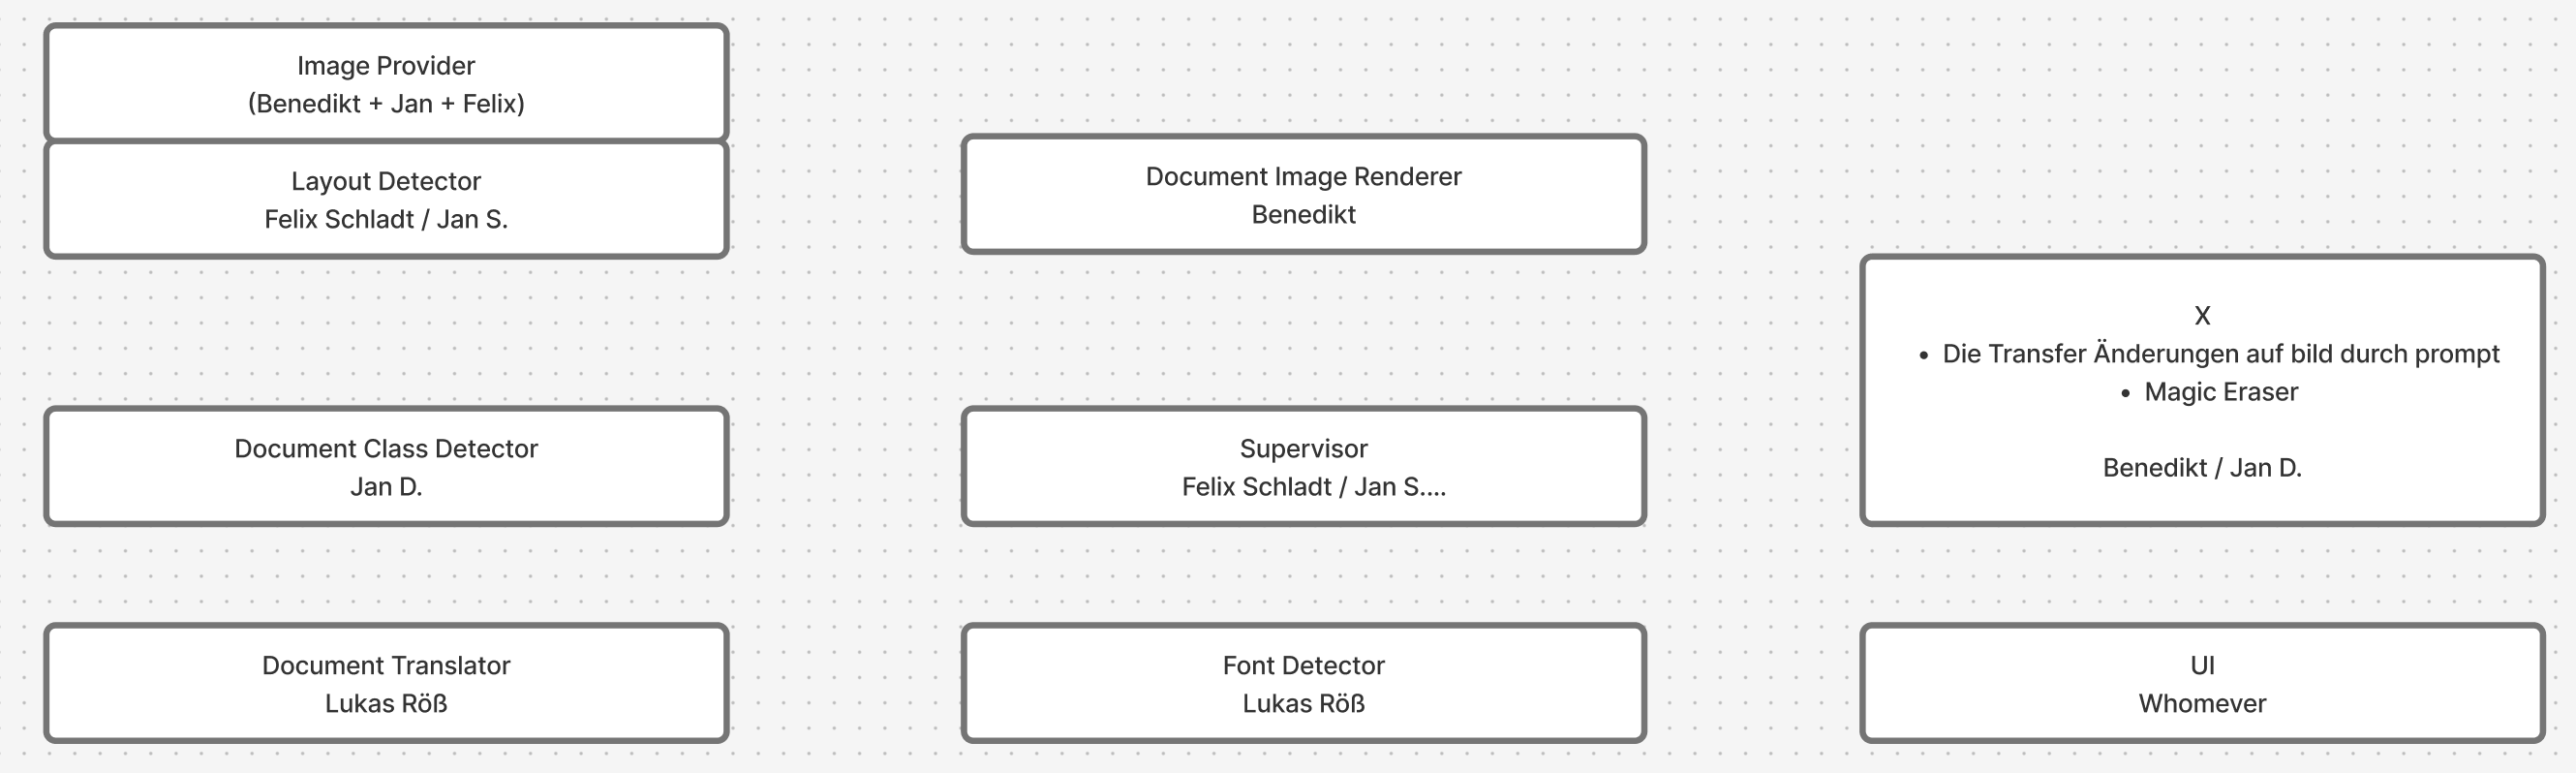 Image Provider
(Benedikt + Jan + Felix)
Layout Detector
Felix Schladt / Jan S.
Document Image Renderer
Benedikt
X
• Die Transfer Änderungen auf bild durch prompt
• Magic Eraser
Benedikt / Jan D.
Document Class Detector
Jan D.
Supervisor
Felix Schladt / Jan S....
Document Translator
Lukas Röß
Font Detector
Lukas Röß
UI
Whomever